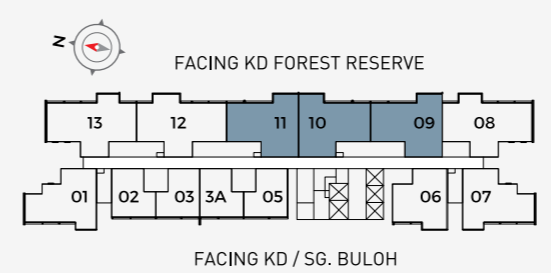 N
FACING KD FOREST RESERVE
13 12 11 10 09 08
01 02 03 3A 05 06 07
FACING KD / SG. BULOH